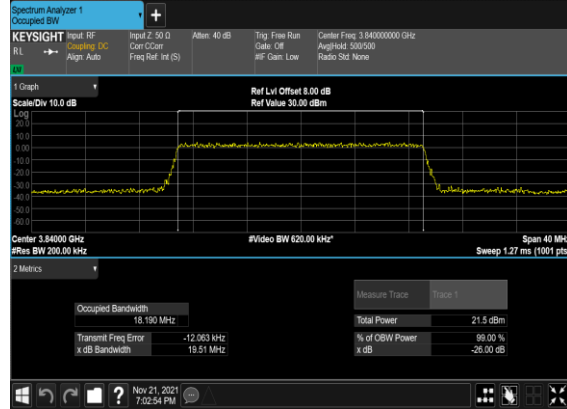 Spectrum Analyzer 1
Occupied BW
+
KEYSIGHT
RL
Input: RF
Coupling: DC
Align: Auto
Input Z: 50 Ω
Corr CCorr
Freq Ref: Int (S)
Atten: 40 dB
Trig: Free Run
Gate: Off
#IF Gain: Low
Center Freq: 3.840000000 GHz
Avg|Hold: 500/500
Radio Std: None
1 Graph
Scale/Div 10.0 dB
Ref Lvl Offset 8.00 dB
Ref Value 30.00 dBm
Log
20.0
10.0
0.00
-10.0
-20.0
-30.0
-40.0
-50.0
-60.0
Center 3.84000 GHz
#Res BW 200.00 kHz
#Video BW 620.00 kHz*
Span 40 MHz
Sweep 1.27 ms (1001 pts)
2 Metrics
Measure Trace Trace 1
Occupied Bandwidth
18.190 MHz
Total Power 21.5 dBm
Transmit Freq Error -12.063 kHz
% of OBW Power 99.00 %
x dB Bandwidth 19.51 MHz
x dB -26.00 dB
?
Nov 21, 2021
7:02:54 PM